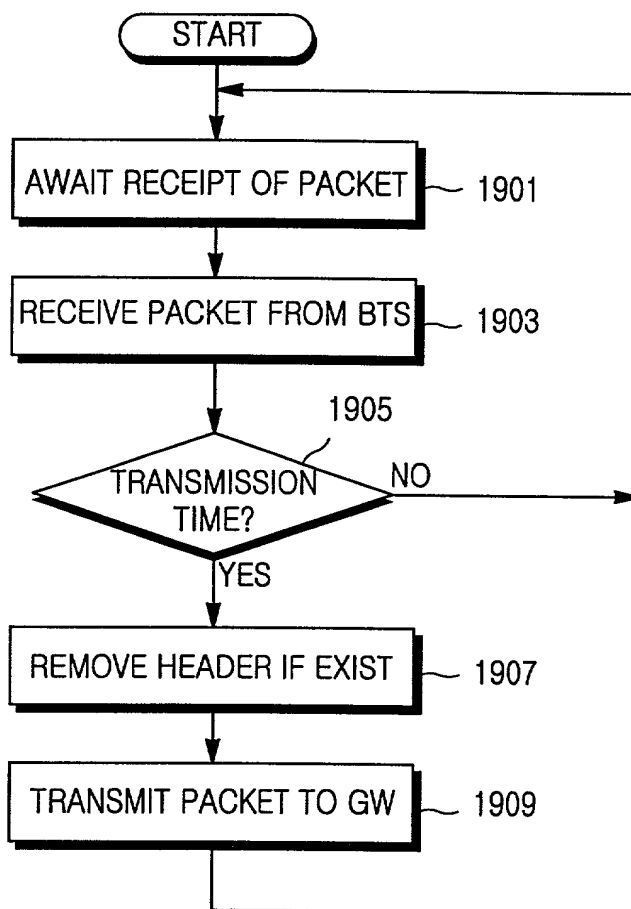 START
AWAIT RECEIPT OF PACKET
1901
RECEIVE PACKET FROM BTS
1903
1905
TRANSMISSION
TIME?
NO
YES
REMOVE HEADER IF EXIST
1907
TRANSMIT PACKET TO GW
1909